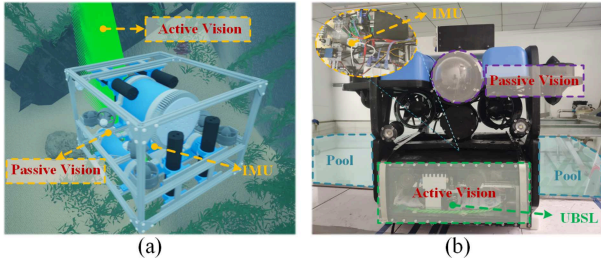 Active Vision
Passive Vision
IMU
(a)
IMU
Passive Vision
Pool
Pool
Active Vision
UBSL
(b)